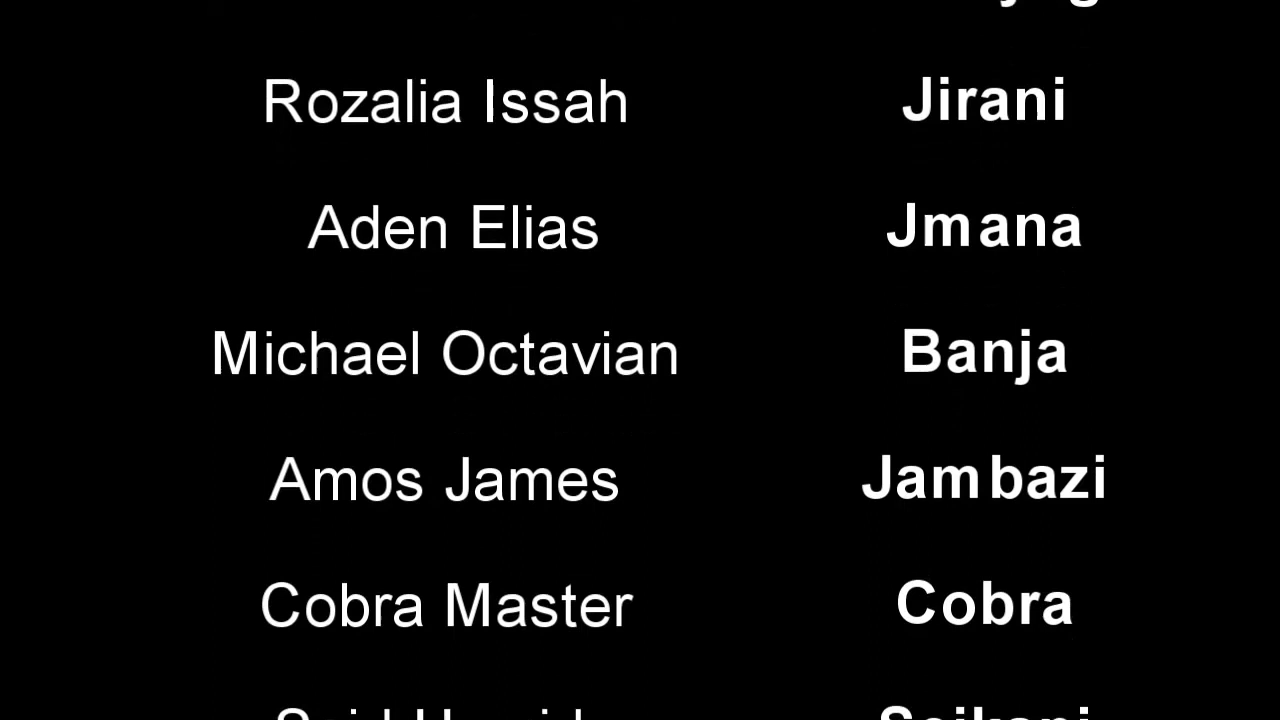 Rozalia Issah Jirani
Aden Elias Jmana
Michael Octavian Banja
Amos James Jambazi
Cobra Master Cobra